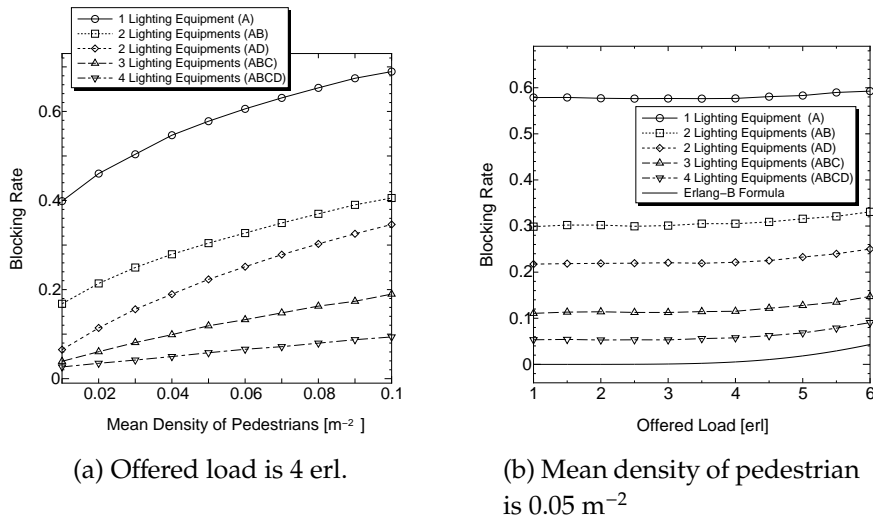 1 Lighting Equipment (A)
2 Lighting Equipments (AB)
2 Lighting Equipments (AD)
3 Lighting Equipments (ABC)
4 Lighting Equipments (ABCD)
0.6
0.4
0.2
0
Blocking Rate
0.02 0.04 0.06 0.08 0.1
Mean Density of Pedestrians [m⁻²]
(a) Offered load is 4 erl.
0.6
0.5
0.4
0.3
0.2
0.1
0
Blocking Rate
1 Lighting Equipment (A)
2 Lighting Equipments (AB)
2 Lighting Equipments (AD)
3 Lighting Equipments (ABC)
4 Lighting Equipments (ABCD)
Erlang−B Formula
1 2 3 4 5 6
Offered Load [erl]
(b) Mean density of pedestrian
is 0.05 m⁻²